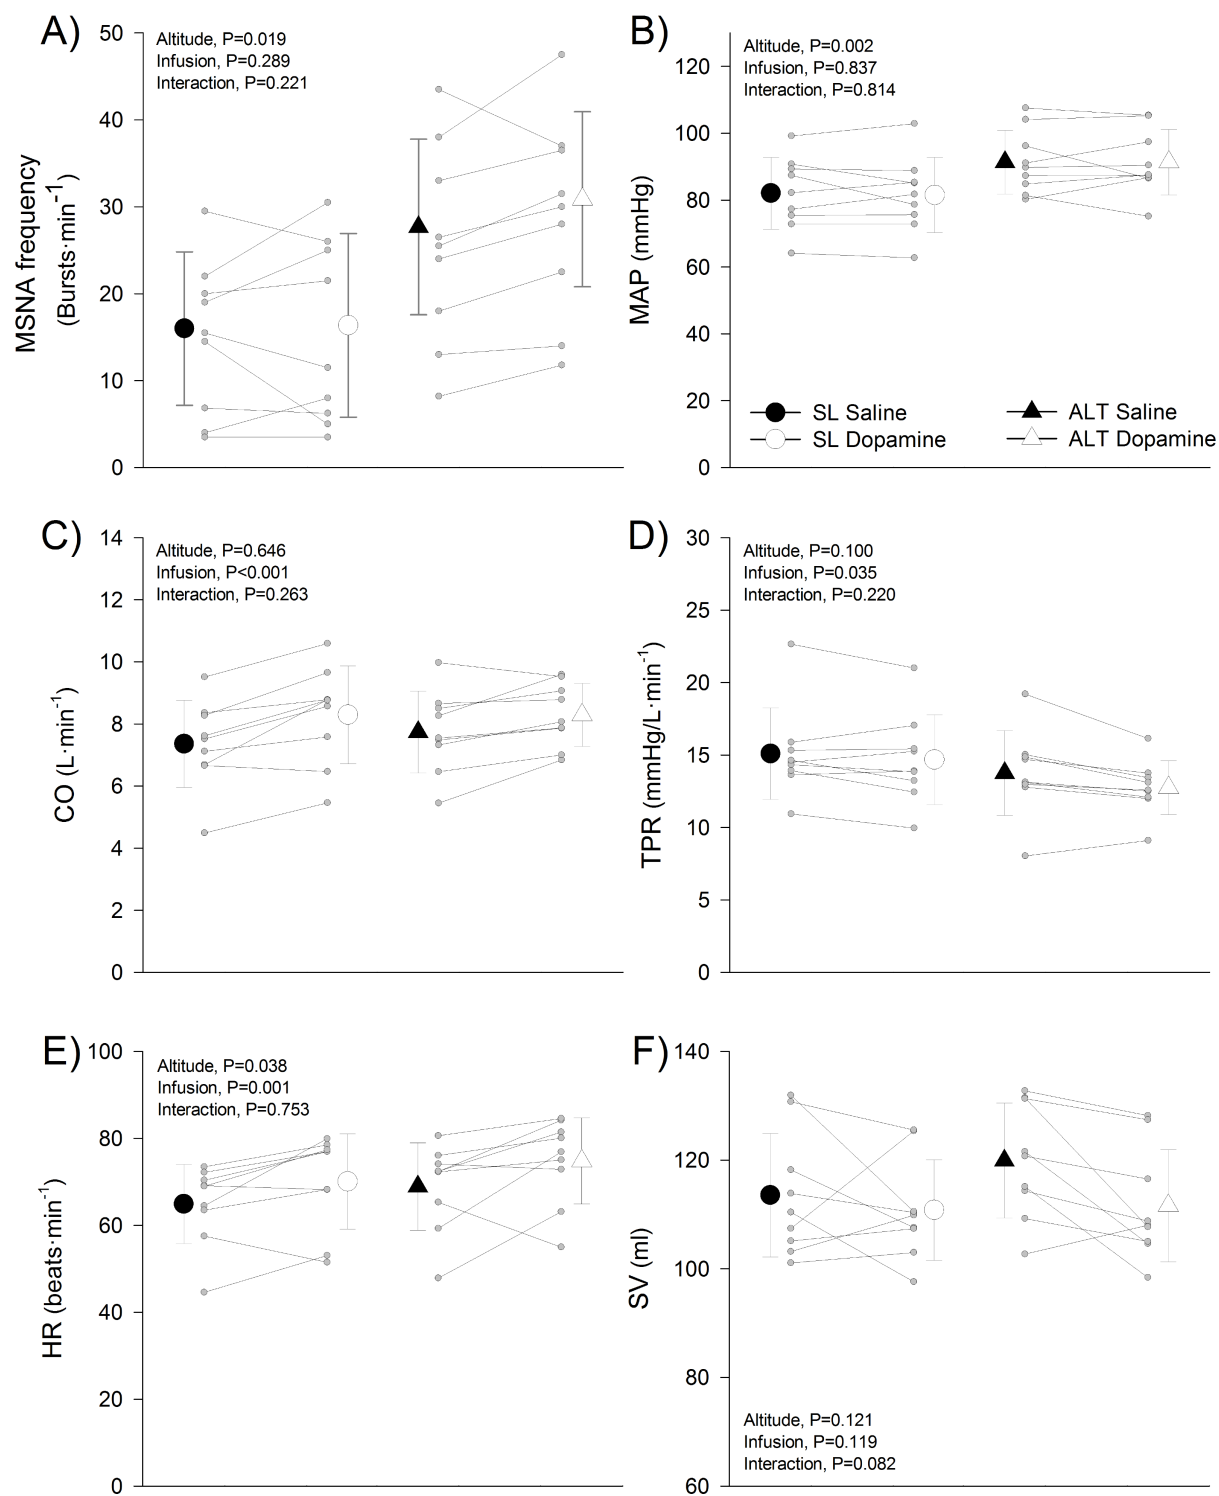 A)
Altitude, P=0.019
Infusion, P=0.289
Interaction, P=0.221
MSNA frequency
(Bursts·min⁻¹)
50
40
30
20
10
0
B)
Altitude, P=0.002
Infusion, P=0.837
Interaction, P=0.814
MAP (mmHg)
120
100
80
60
40
20
0
SL Saline
SL Dopamine
ALT Saline
ALT Dopamine
C)
Altitude, P=0.646
Infusion, P<0.001
Interaction, P=0.263
CO (L·min⁻¹)
14
12
10
8
6
4
2
0
D)
Altitude, P=0.100
Infusion, P=0.035
Interaction, P=0.220
TPR (mmHg/L·min⁻¹)
30
25
20
15
10
5
0
E)
Altitude, P=0.038
Infusion, P=0.001
Interaction, P=0.753
HR (beats·min⁻¹)
100
80
60
40
20
0
F)
SV (ml)
140
120
100
80
60
Altitude, P=0.121
Infusion, P=0.119
Interaction, P=0.082